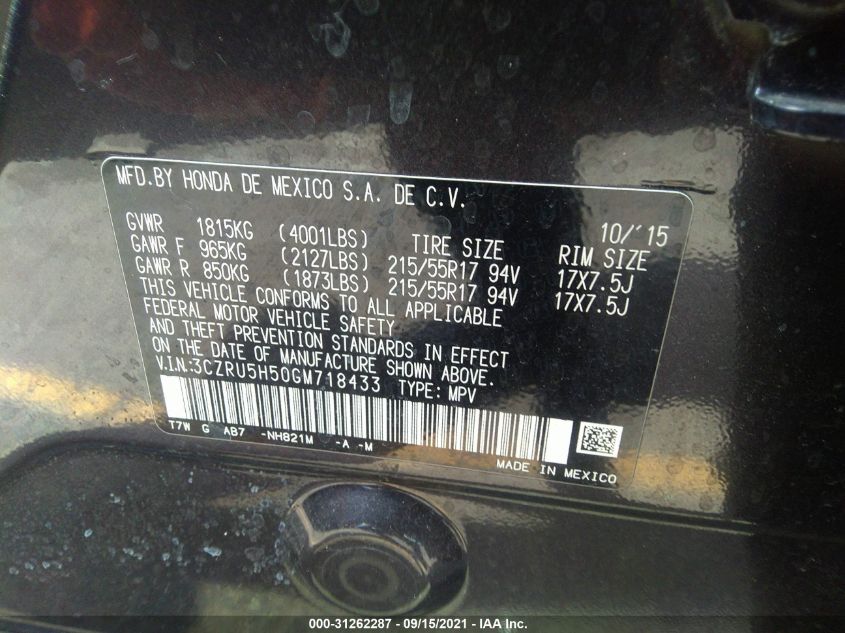 MFD.BY HONDA DE MEXICO S.A. DE C.V.
10/'15
GVWR 1815KG (4001LBS) TIRE SIZE RIM SIZE
GAWR F 965KG (2127LBS) 215/55R17 94V 17X7.5J
GAWR R 850KG (1873LBS) 215/55R17 94V 17X7.5J
THIS VEHICLE CONFORMS TO ALL APPLICABLE
FEDERAL MOTOR VEHICLE SAFETY
AND THEFT PREVENTION STANDARDS IN EFFECT
ON THE DATE OF MANUFACTURE SHOWN ABOVE.
V.I.N:3CZRU5H50GM718433 TYPE: MPV
T7W G AB7 -NH821M -A -M
MADE IN MEXICO
000-31262287 - 09/15/2021 - IAA Inc.